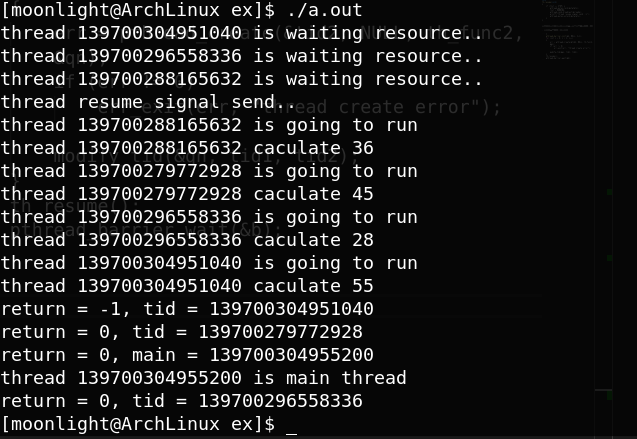 [moonlight@ArchLinux ex]$ ./a.out
thread 139700304951040 is waiting resource..
thread 139700296558336 is waiting resource..
thread 139700288165632 is waiting resource..
thread resume signal send..
thread 139700288165632 is going to run
thread 139700288165632 caculate 36
thread 139700279772928 is going to run
thread 139700279772928 caculate 45
thread 139700296558336 is going to run
thread 139700296558336 caculate 28
thread 139700304951040 is going to run
thread 139700304951040 caculate 55
return = -1, tid = 139700304951040
return = 0, tid = 139700279772928
return = 0, main = 139700304955200
thread 139700304955200 is main thread
return = 0, tid = 139700296558336
[moonlight@ArchLinux ex]$ _